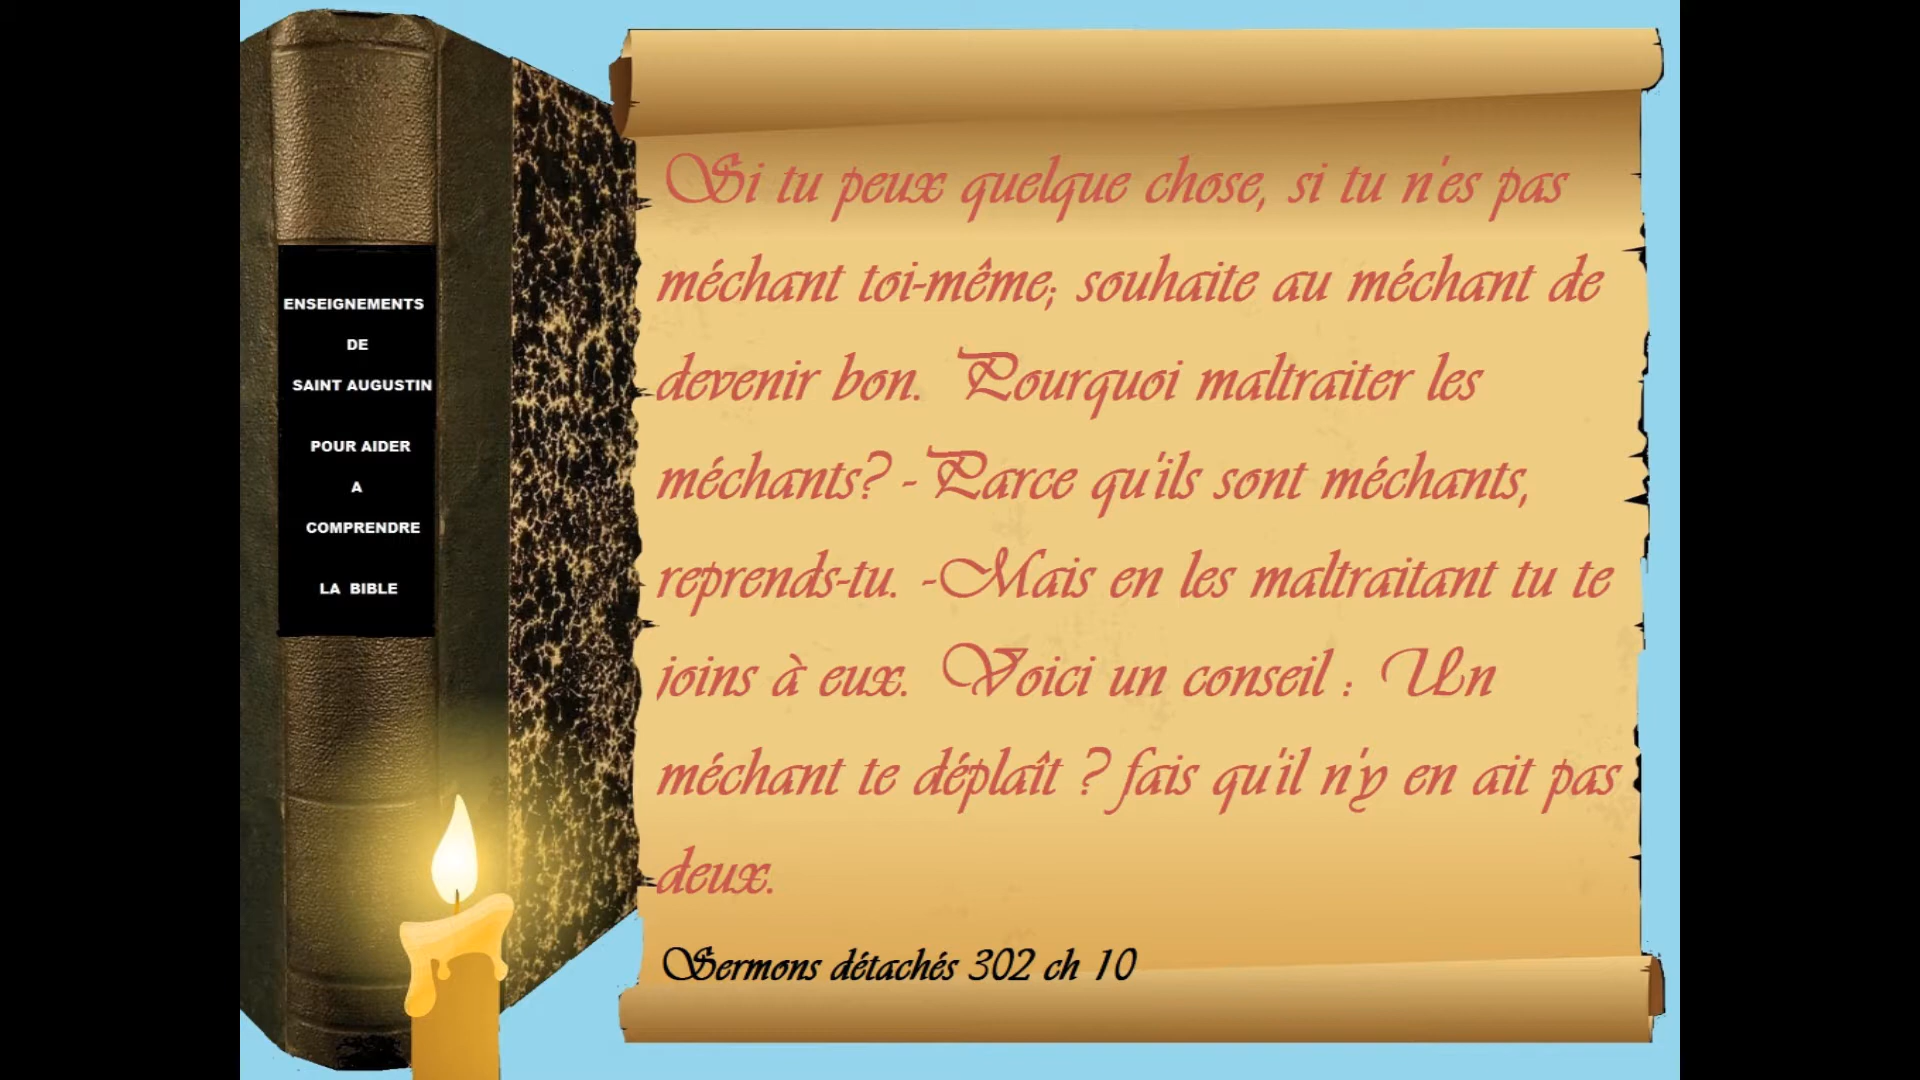 ENSEIGNEMENTS
DE
SAINT AUGUSTIN
POUR AIDER
A
COMPRENDRE
LA BIBLE
Si tu peux quelque chose, si tu n'es pas
méchant toi-même; souhaite au méchant de
devenir bon. Pourquoi maltraiter les
méchants? - Parce qu'ils sont méchants,
reprends-tu. -Mais en les maltraitant tu te
joins à eux. Voici un conseil : Un
méchant te déplaît ? fais qu'il n'y en ait pas
deux.
Sermons détachés 302 ch 10